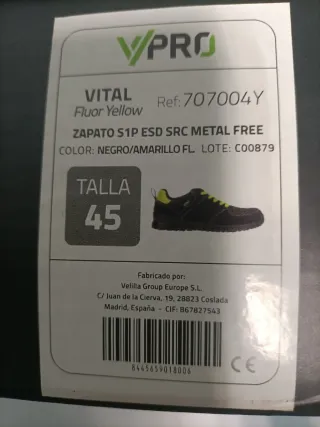 VPRO
VITAL
Fluor Yellow
Ref: 707004Y
ZAPATO S1P ESD SRC METAL FREE
COLOR: NEGRO/AMARILLO FL. LOTE: C00879
TALLA
45
Fabricado por:
Velilla Group Europe S.L.
C/ Juan de la Cierva, 19, 28823 Coslada
Madrid, España - CIF: B67827543
8445659018006
CE